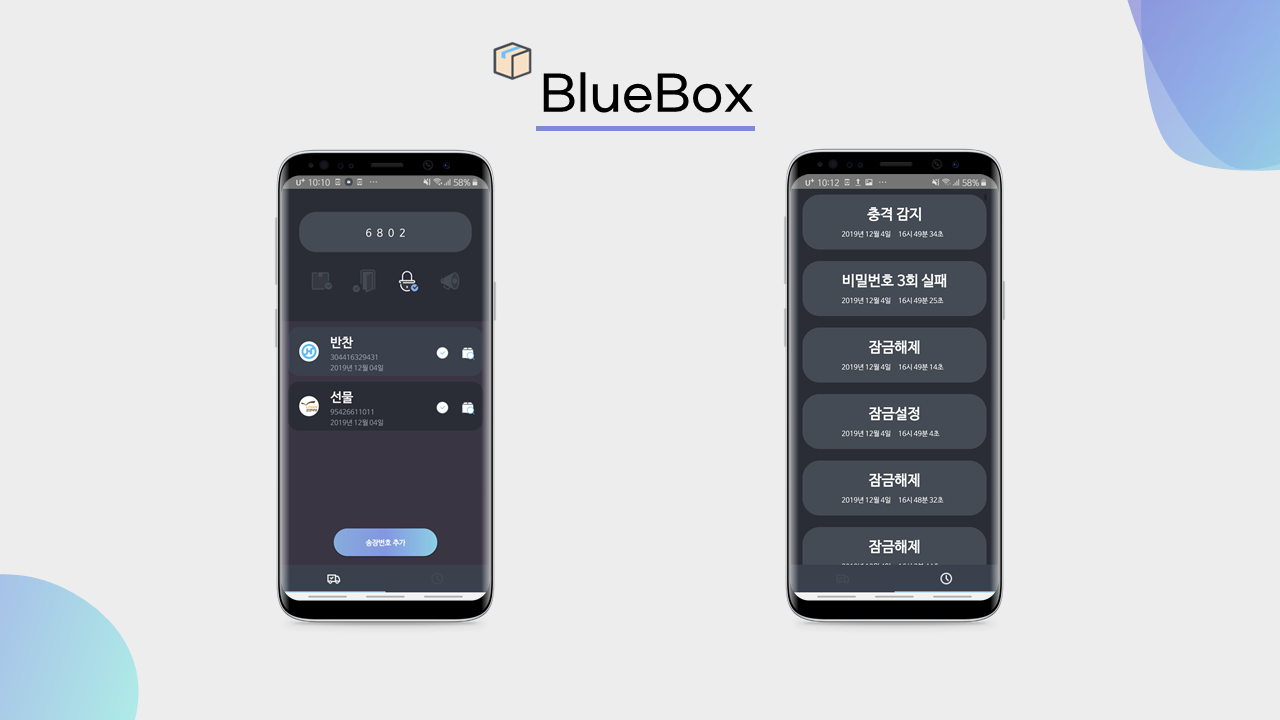 BlueBox
U+ 10:10 58%
6802
반찬
304416329431
2019년 12월 04일
선물
95426611011
2019년 12월 04일
송장번호 추가
U+ 10:12 58%
충격 감지
2019년 12월 4일 16시 49분 34초
비밀번호 3회 실패
2019년 12월 4일 16시 49분 25초
잠금해제
2019년 12월 4일 16시 49분 14초
잠금설정
2019년 12월 4일 16시 49분 4초
잠금해제
2019년 12월 4일 16시 48분 32초
잠금해제